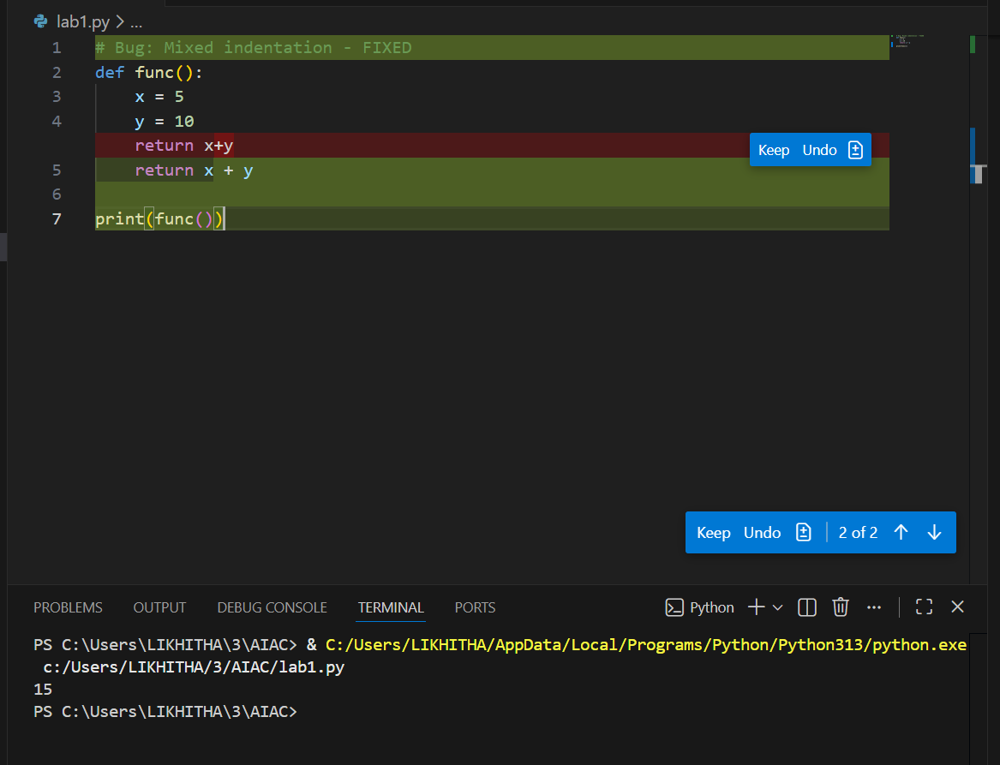 lab1.py > ...
1 # Bug: Mixed indentation - FIXED
2 def func():
3     x = 5
4     y = 10
    return x+y
Keep Undo
5     return x + y
6
7 print(func())
Keep Undo 2 of 2
PROBLEMS OUTPUT DEBUG CONSOLE TERMINAL PORTS Python
PS C:\Users\LIKHITHA\3\AIAC> & C:/Users/LIKHITHA/AppData/Local/Programs/Python/Python313/python.exe
c:/Users/LIKHITHA/3/AIAC/lab1.py
15
PS C:\Users\LIKHITHA\3\AIAC>